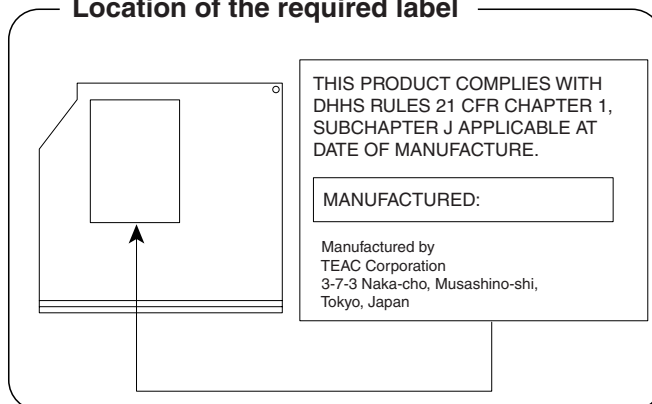 Location of the required label
THIS PRODUCT COMPLIES WITH
DHHS RULES 21 CFR CHAPTER 1,
SUBCHAPTER J APPLICABLE AT
DATE OF MANUFACTURE.
MANUFACTURED:
Manufactured by
TEAC Corporation
3-7-3 Naka-cho, Musashino-shi,
Tokyo, Japan